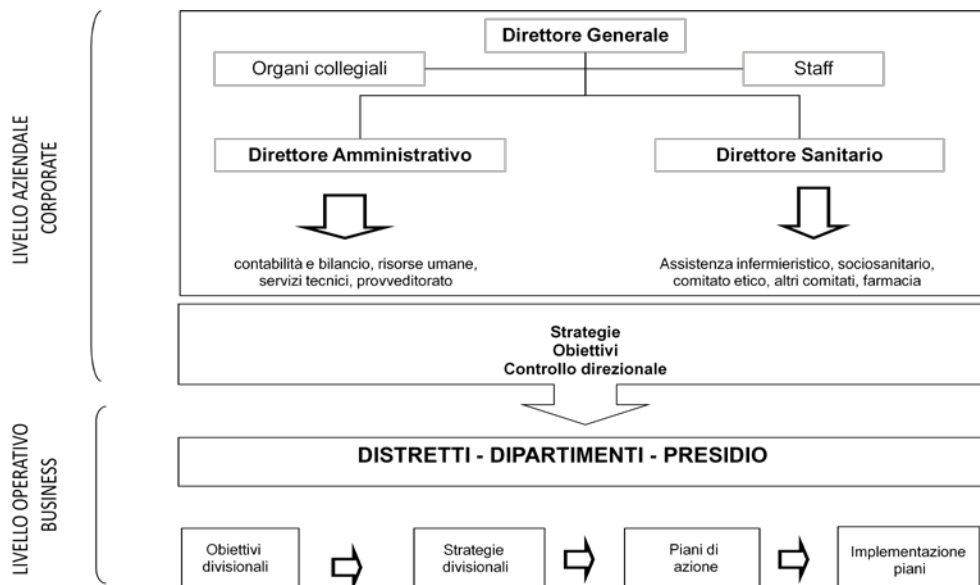 LIVELLO AZIENDALE
CORPORATE
Direttore Generale
Organi collegiali
Staff
Direttore Amministrativo
Direttore Sanitario
contabilità e bilancio, risorse umane,
servizi tecnici, provveditorato
Assistenza infermieristico, sociosanitario,
comitato etico, altri comitati, farmacia
Strategie
Obiettivi
Controllo direzionale
LIVELLO OPERATIVO
BUSINESS
DISTRETTI - DIPARTIMENTI - PRESIDIO
Obiettivi
divisionali
Strategie
divisionali
Piani di
azione
Implementazione
piani